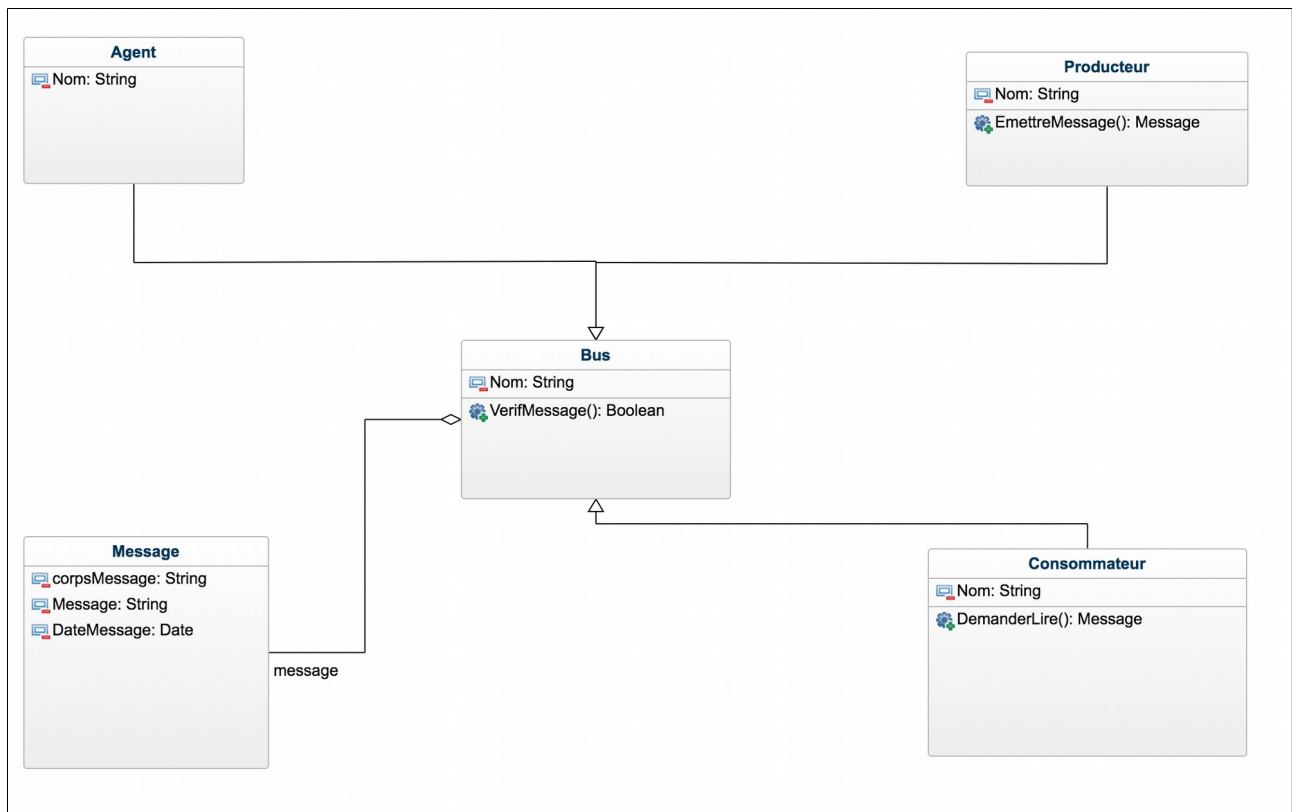 Agent
Nom: String
Producteur
Nom: String
EmettreMessage(): Message
Bus
Nom: String
VerifMessage(): Boolean
Message
corpsMessage: String
Message: String
DateMessage: Date
message
Consommateur
Nom: String
DemanderLire(): Message